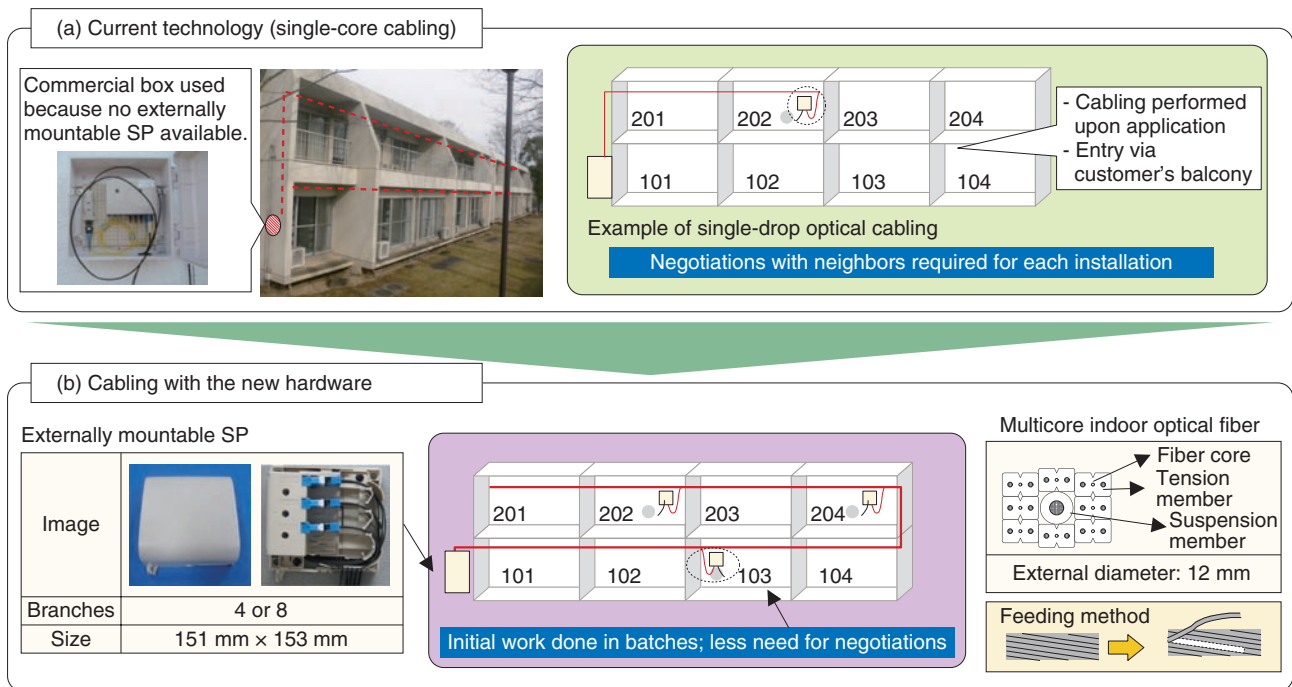 (a) Current technology (single-core cabling)
Commercial box used
because no externally
mountable SP available.
201
202
203
204
101
102
103
104
- Cabling performed
upon application
- Entry via
customer's balcony
Example of single-drop optical cabling
Negotiations with neighbors required for each installation
(b) Cabling with the new hardware
Externally mountable SP
Image
Branches
4 or 8
Size
151 mm × 153 mm
201
202
203
204
101
102
103
104
Initial work done in batches; less need for negotiations
Multicore indoor optical fiber
Fiber core
Tension
member
Suspension
member
External diameter: 12 mm
Feeding method